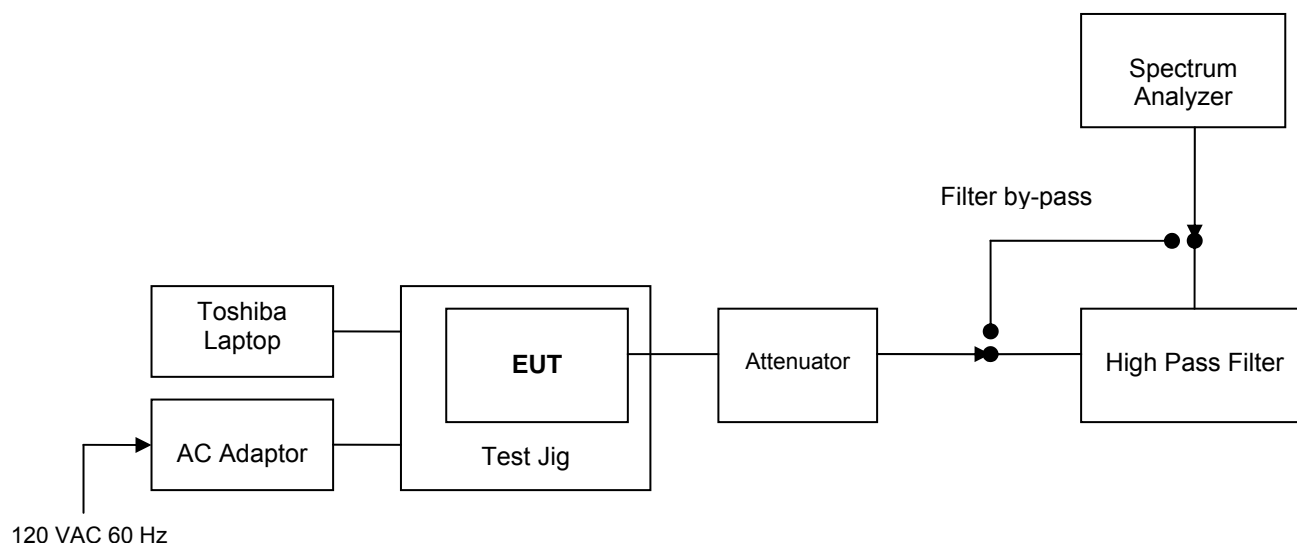 Spectrum
Analyzer
Filter by-pass
Toshiba
Laptop
EUT
Attenuator
High Pass Filter
AC Adaptor
Test Jig
120 VAC 60 Hz